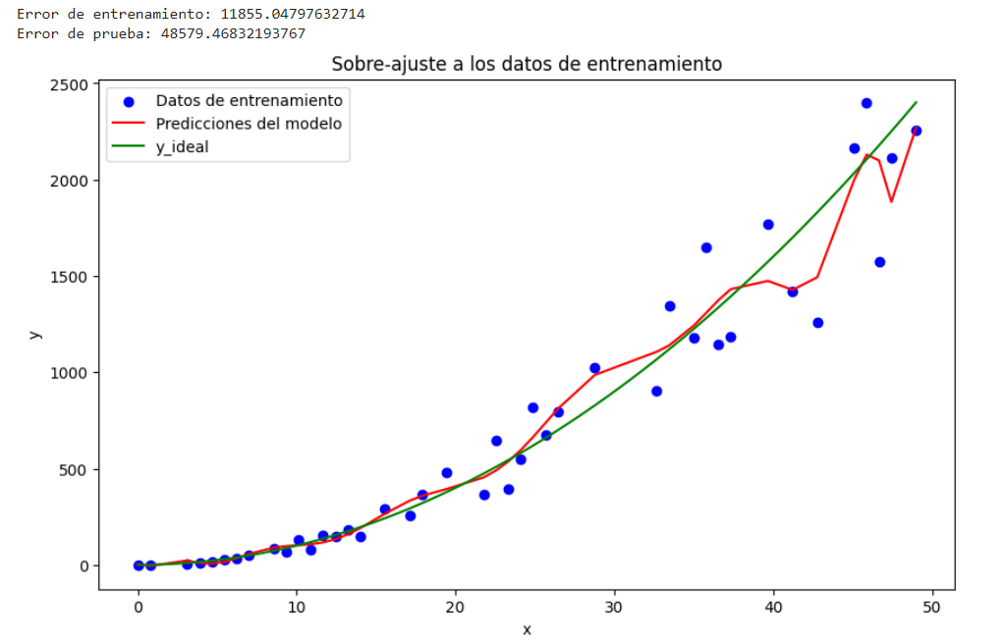 Error de entrenamiento: 11855.04797632714
Error de prueba: 48579.46832193767
Sobre-ajuste a los datos de entrenamiento
Datos de entrenamiento
Predicciones del modelo
y_ideal
2500
2000
1500
1000
500
0
y
0 10 20 30 40 50
x